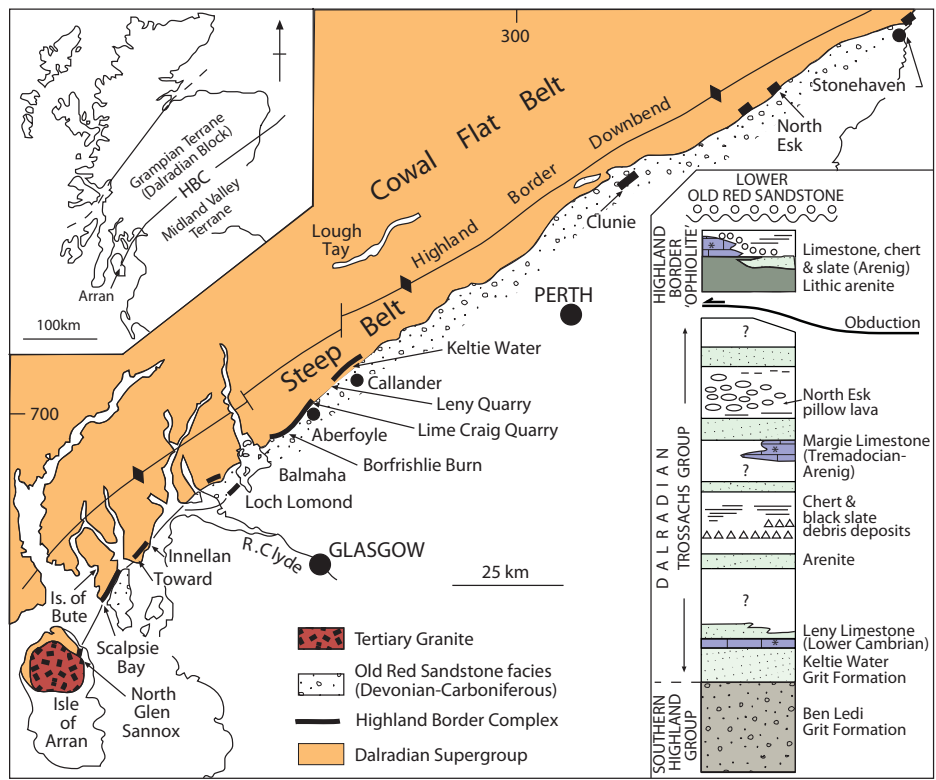 300
Stonehaven
North
Esk
Clunie
Cowal Flat Belt
Highland Border Downbend
Lough
Tay
Steep Belt
PERTH
Keltie Water
Callander
Leny Quarry
Lime Craig Quarry
Aberfoyle
Borfrishlie Burn
Balmaha
Loch Lomond
700
R.Clyde
GLASGOW
Innellan
Toward
Is. of
Bute
Scalpsie
Bay
North
Glen
Sannox
Isle
of
Arran
25 km
Grampian Terrane
(Dalradian Block)
HBC
Midland Valley
Terrane
Arran
100km
Tertiary Granite
Old Red Sandstone facies
(Devonian-Carboniferous)
Highland Border Complex
Dalradian Supergroup
LOWER
OLD RED SANDSTONE
HIGHLAND
BORDER
'OPHIOLITE'
*
Limestone, chert
& slate (Arenig)
Lithic arenite
Obduction
DALRADIAN
TROSSACHS GROUP
?
North Esk
pillow lava
Margie Limestone
(Tremadocian-
Arenig)
*
?
Chert &
black slate
debris deposits
Arenite
?
Leny Limestone
(Lower Cambrian)
*
Keltie Water
Grit Formation
SOUTHERN
HIGHLAND
GROUP
Ben Ledi
Grit Formation